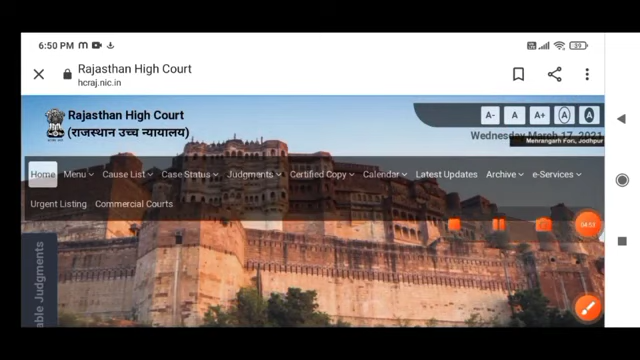 6:50 PM
39
Rajasthan High Court
hcraj.nic.in
A- A A+ A A
Rajasthan High Court
(राजस्थान उच्च न्यायालय)
Wednesday March 17, 2021
Mehrangarh Fort, Jodhpur
Home Menu Cause List Case Status Judgments Certified Copy Calendar Latest Updates Archive e-Services
Urgent Listing Commercial Courts
04:53
able Judgments